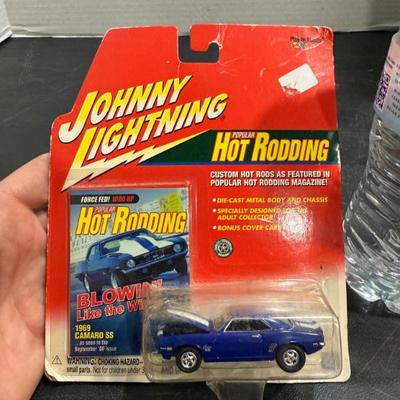 JOHNNY
LIGHTNING
POPULAR
HOT RODDING
CUSTOM HOT RODS AS FEATURED IN
POPULAR HOT RODDING MAGAZINE!
• DIE-CAST METAL BODY AND CHASSIS
• SPECIALLY DESIGNED FOR THE
ADULT COLLECTOR
• BONUS COVER CARD
FORCE FED! 1000 HP
POPULAR
HOT RODDING
BLOWIN'
Like the
1969
CAMARO SS
... as seen in the
September '00 issue
WARNING: CHOKING HAZARD--
small parts. Not for children under 3